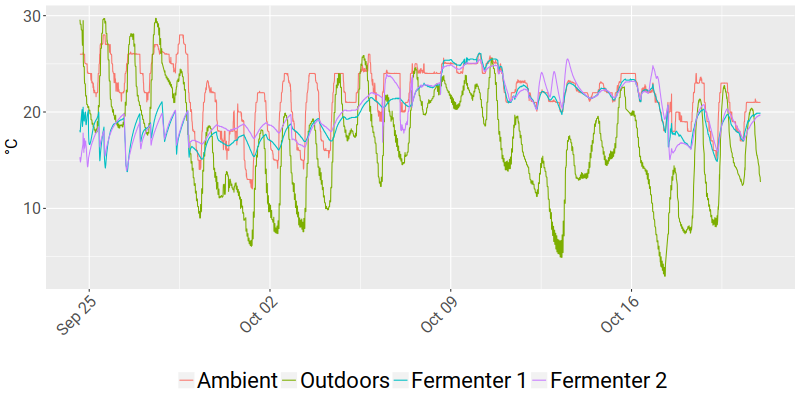 30
20
10
°C
Sep 25
Oct 02
Oct 09
Oct 16
Ambient Outdoors Fermenter 1 Fermenter 2